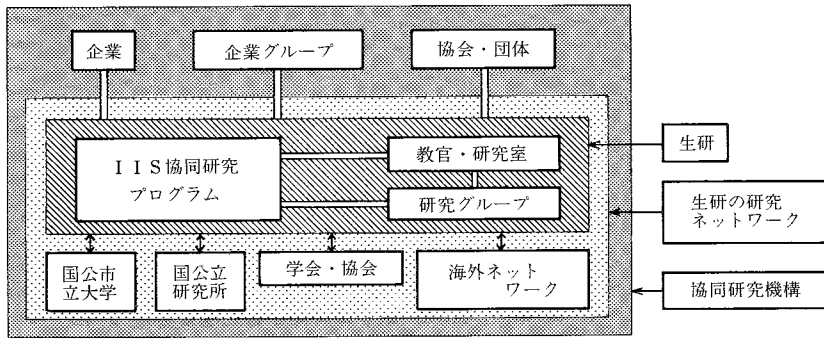 企業
企業グループ
協会・団体
IIS協同研究
プログラム
教官・研究室
研究グループ
生研
生研の研究
ネットワーク
国公市
立大学
国公立
研究所
学会・協会
海外ネット
ワーク
協同研究機構